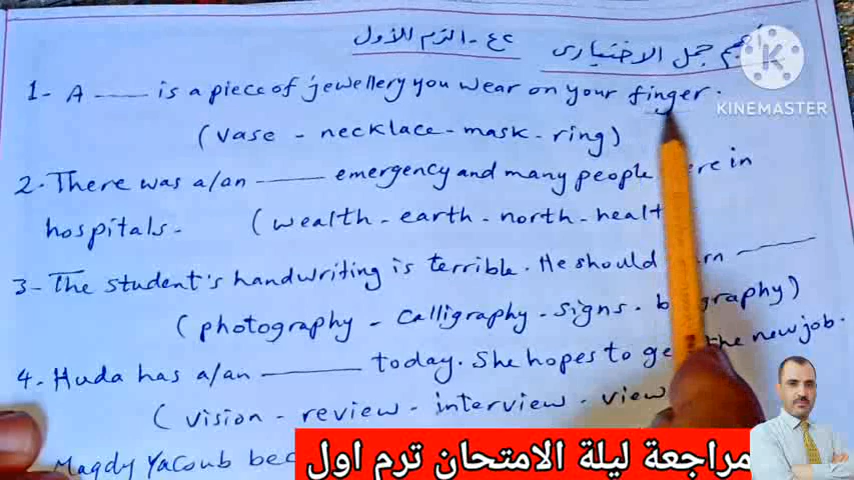 جمل الاختيارى ع٤ - الترم الأول
KINEMASTER
1- A ___ is a piece of jewellery you wear on your finger.
(vase - necklace - mask - ring)
2. There was a/an ___ emergency and many people in
hospitals. (wealth - earth - north - healt
3- The student's handwriting is terrible. He should ___
(photography - calligraphy - signs -
4. Huda has a/an ___ today. She hopes to the new job.
(vision - review - interview - view
Magdy Yacoub
مراجعة ليلة الامتحان ترم اول